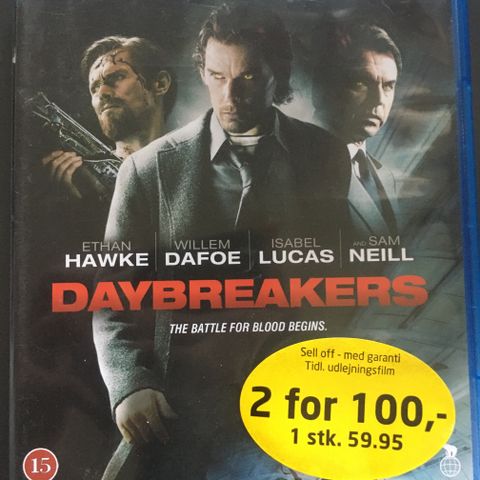 ETHAN HAWKE
WILLEM DAFOE
ISABEL LUCAS
AND SAM NEILL
DAYBREAKERS
THE BATTLE FOR BLOOD BEGINS.
Sell off - med garanti
Tidl. udlejningsfilm
2 for 100,-
1 stk. 59.95
15